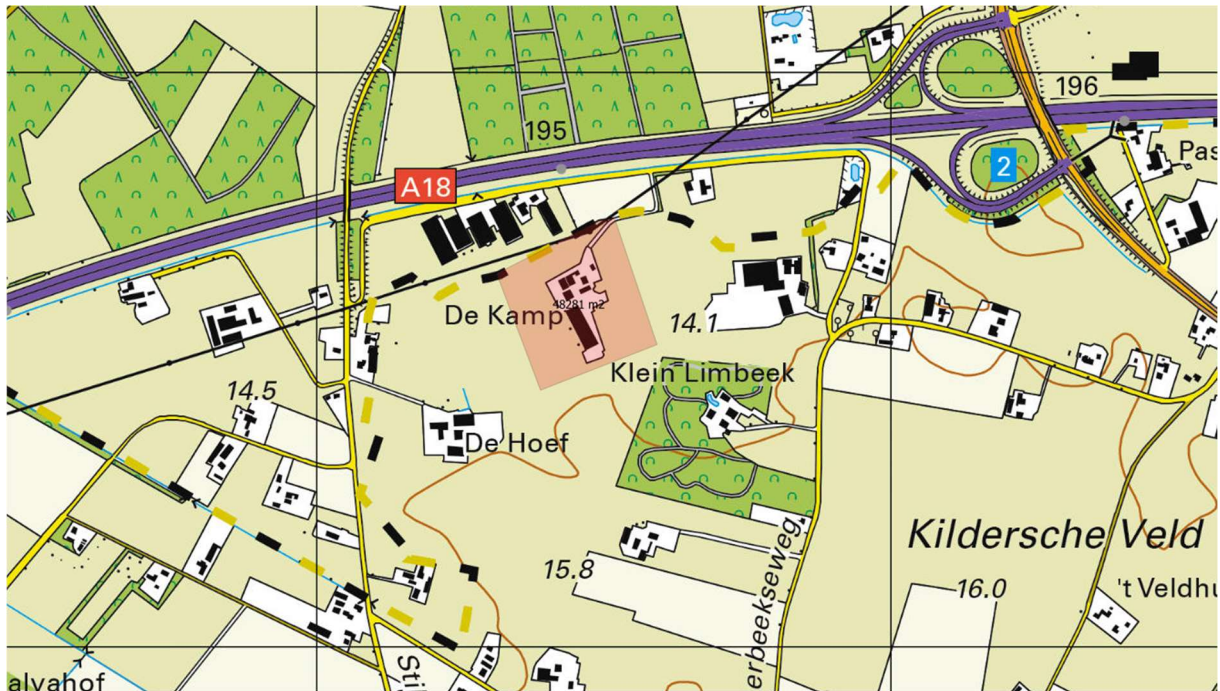 195
196
A18
2
Pas
De Kamp
48281 m2
14.1
Klein Limbeek
14.5
De Hoef
Kildersche Veld
15.8
16.0
't Veldhu
erbeekseweg
Sti
alvahof